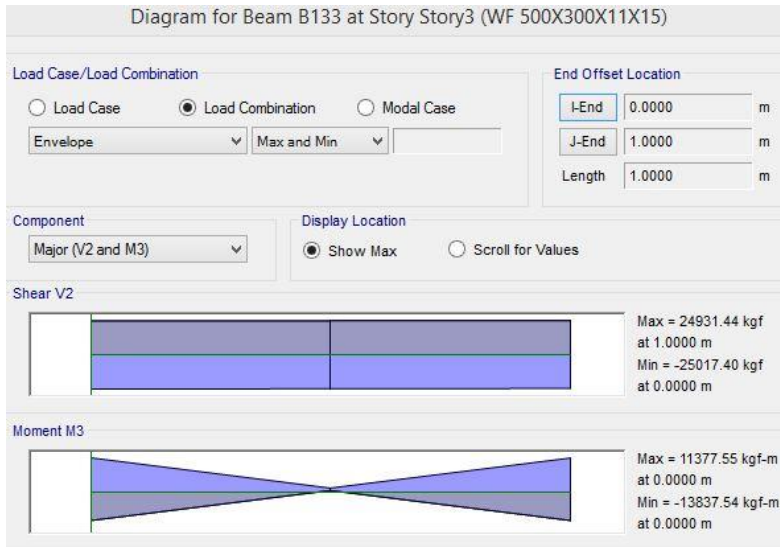 Diagram for Beam B133 at Story Story3 (WF 500X300X11X15)
Load Case/Load Combination
Load Case
Load Combination
Modal Case
Envelope
Max and Min
End Offset Location
I-End 0.0000 m
J-End 1.0000 m
Length 1.0000 m
Component
Major (V2 and M3)
Display Location
Show Max
Scroll for Values
Shear V2
Max = 24931.44 kgf
at 1.0000 m
Min = -25017.40 kgf
at 0.0000 m
Moment M3
Max = 11377.55 kgf-m
at 0.0000 m
Min = -13837.54 kgf-m
at 0.0000 m